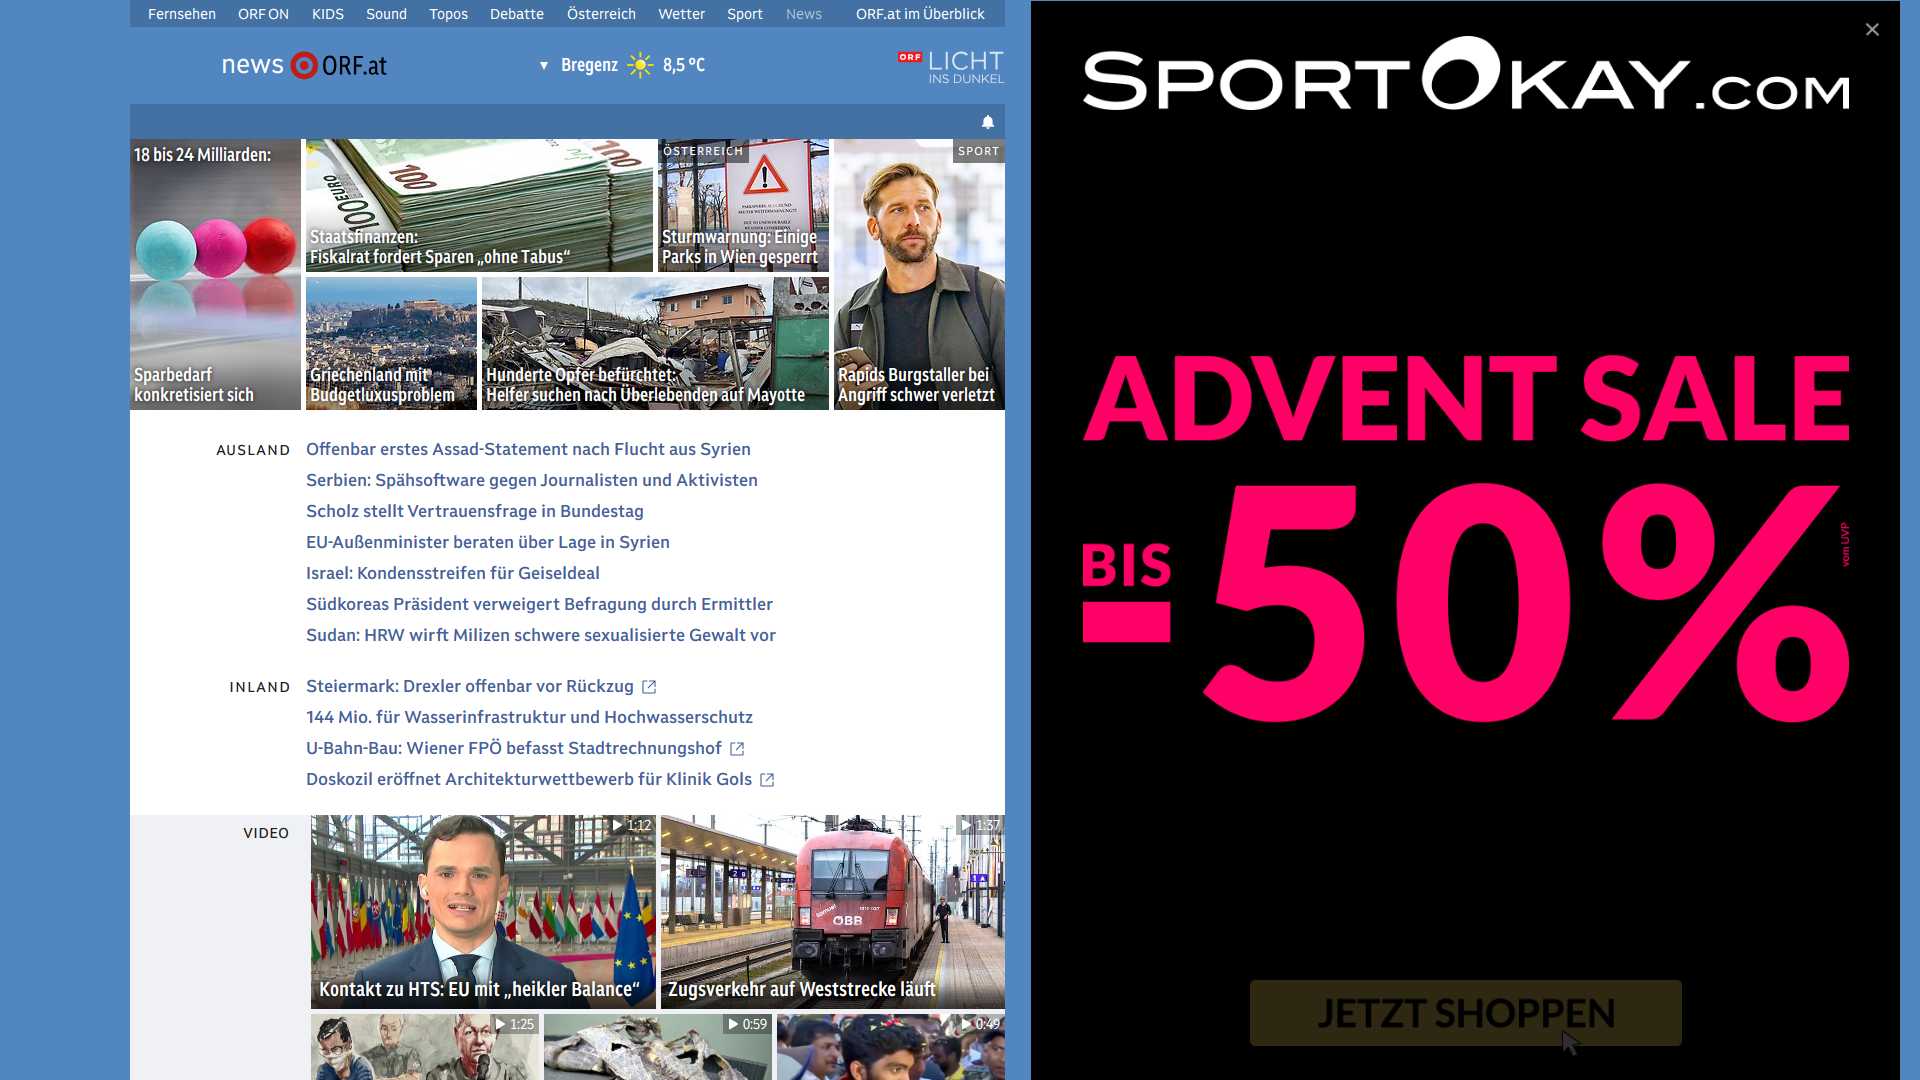 Fernsehen ORF ON KIDS Sound Topos Debatte Österreich Wetter Sport News ORF.at im Überblick
news ORF.at
▼ Bregenz 8,5 °C
ORF LICHT
INS DUNKEL
18 bis 24 Milliarden:
Sparbedarf
konkretisiert sich
100 100
100 EURO
Staatsfinanzen:
Fiskalrat fordert Sparen „ohne Tabus“
ÖSTERREICH
Sturmwarnung: Einige
Parks in Wien gesperrt
Griechenland mit
Budgetluxusproblem
Hunderte Opfer befürchtet:
Helfer suchen nach Überlebenden auf Mayotte
SPORT
Rapids Burgstaller bei
Angriff schwer verletzt
AUSLAND
Offenbar erstes Assad-Statement nach Flucht aus Syrien
Serbien: Spähsoftware gegen Journalisten und Aktivisten
Scholz stellt Vertrauensfrage in Bundestag
EU-Außenminister beraten über Lage in Syrien
Israel: Kondensstreifen für Geiseldeal
Südkoreas Präsident verweigert Befragung durch Ermittler
Sudan: HRW wirft Milizen schwere sexualisierte Gewalt vor
INLAND
Steiermark: Drexler offenbar vor Rückzug
144 Mio. für Wasserinfrastruktur und Hochwasserschutz
U-Bahn-Bau: Wiener FPÖ befasst Stadtrechnungshof
Doskozil eröffnet Architekturwettbewerb für Klinik Gols
VIDEO
1:12
Kontakt zu HTS: EU mit „heikler Balance“
1:37
ÖBB
Zugsverkehr auf Weststrecke läuft
1:25
0:59
0:49
SPORTOKAY.COM
ADVENT SALE
BIS
-50%
vom UVP
JETZT SHOPPEN